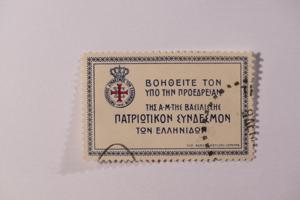 ΒΟΗΘΕΙΤΕ ΤΟΝ
ΥΠΟ ΤΗΝ ΠΡΟΕΔΡΕΙΑΝ
ΤΗΣ Α·Μ·ΤΗΣ ΒΑΣΙΛΙΣΣΗΣ
ΠΑΤΡΙΩΤΙΚΟΝ ΣΥΝΔΕΣΜΟΝ
ΤΩΝ ΕΛΛΗΝΙΔΩΝ